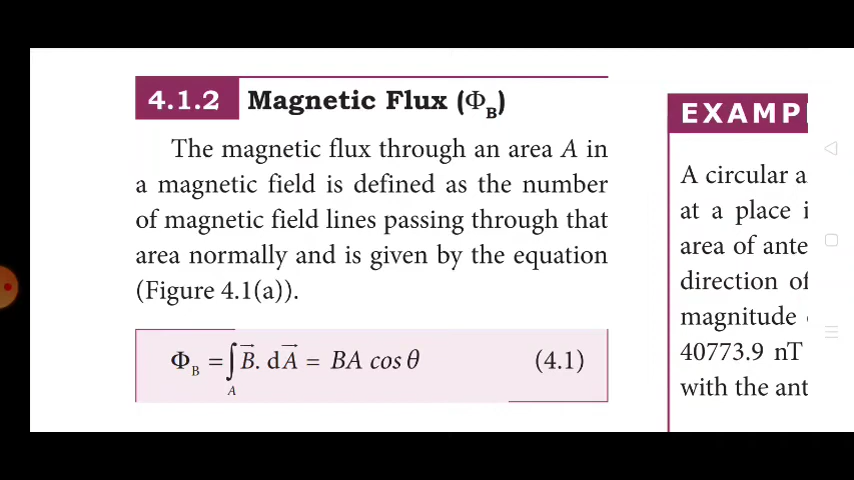 4.1.2 Magnetic Flux (Φ_B)
The magnetic flux through an area A in
a magnetic field is defined as the number
of magnetic field lines passing through that
area normally and is given by the equation
(Figure 4.1(a)).
Φ_B = ∫_A B⃗. dA⃗ = BA cos θ (4.1)
EXAMP
A circular a
at a place i
area of ante
direction of
magnitude
40773.9 nT
with the ant